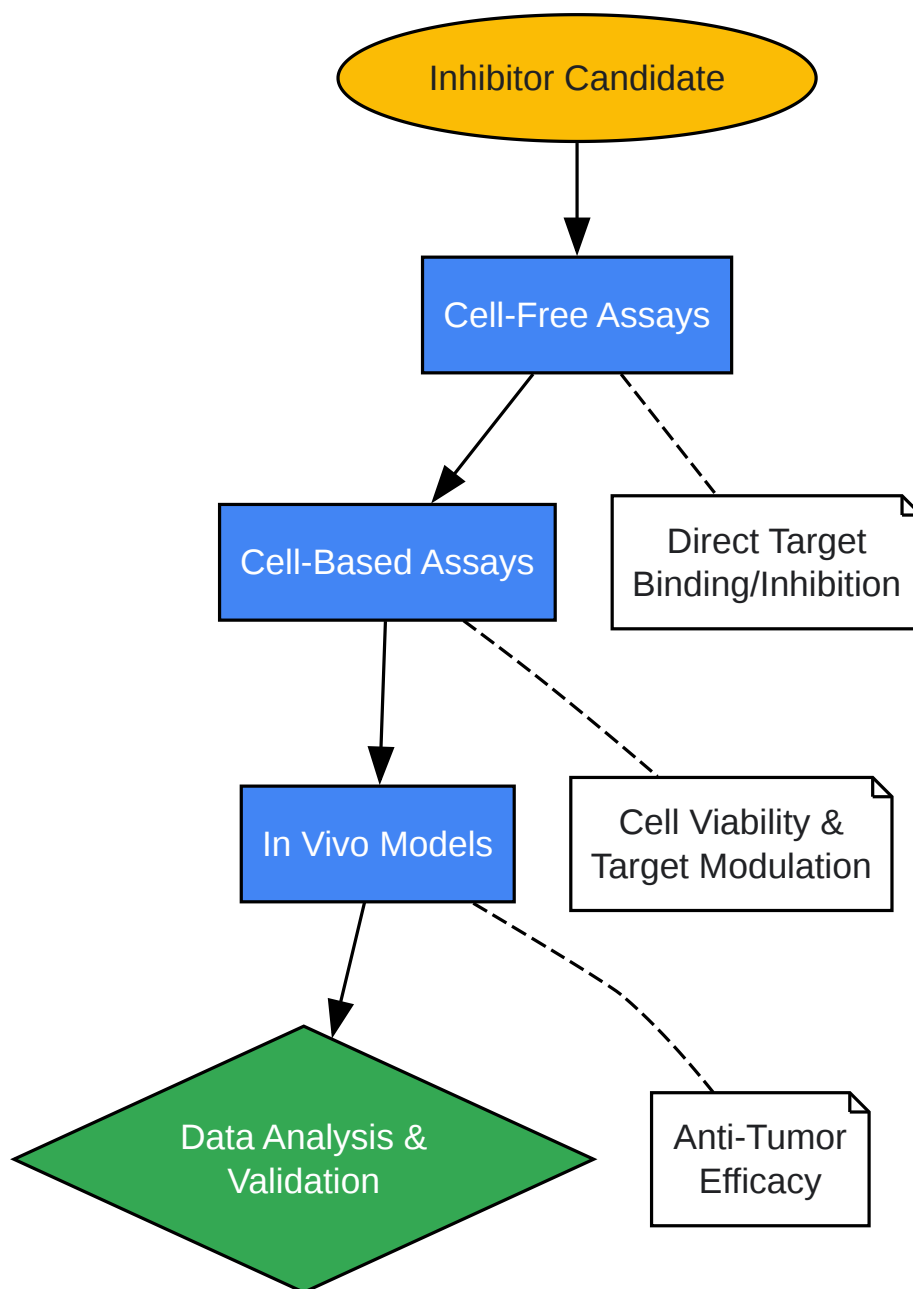 Inhibitor Candidate
Cell-Free Assays
Direct Target
Binding/Inhibition
Cell-Based Assays
Cell Viability &
Target Modulation
In Vivo Models
Data Analysis &
Validation
Anti-Tumor
Efficacy